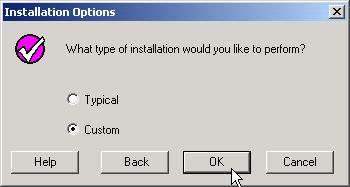 Installation Options
What type of installation would you like to perform?
Typical
Custom
Help Back OK Cancel